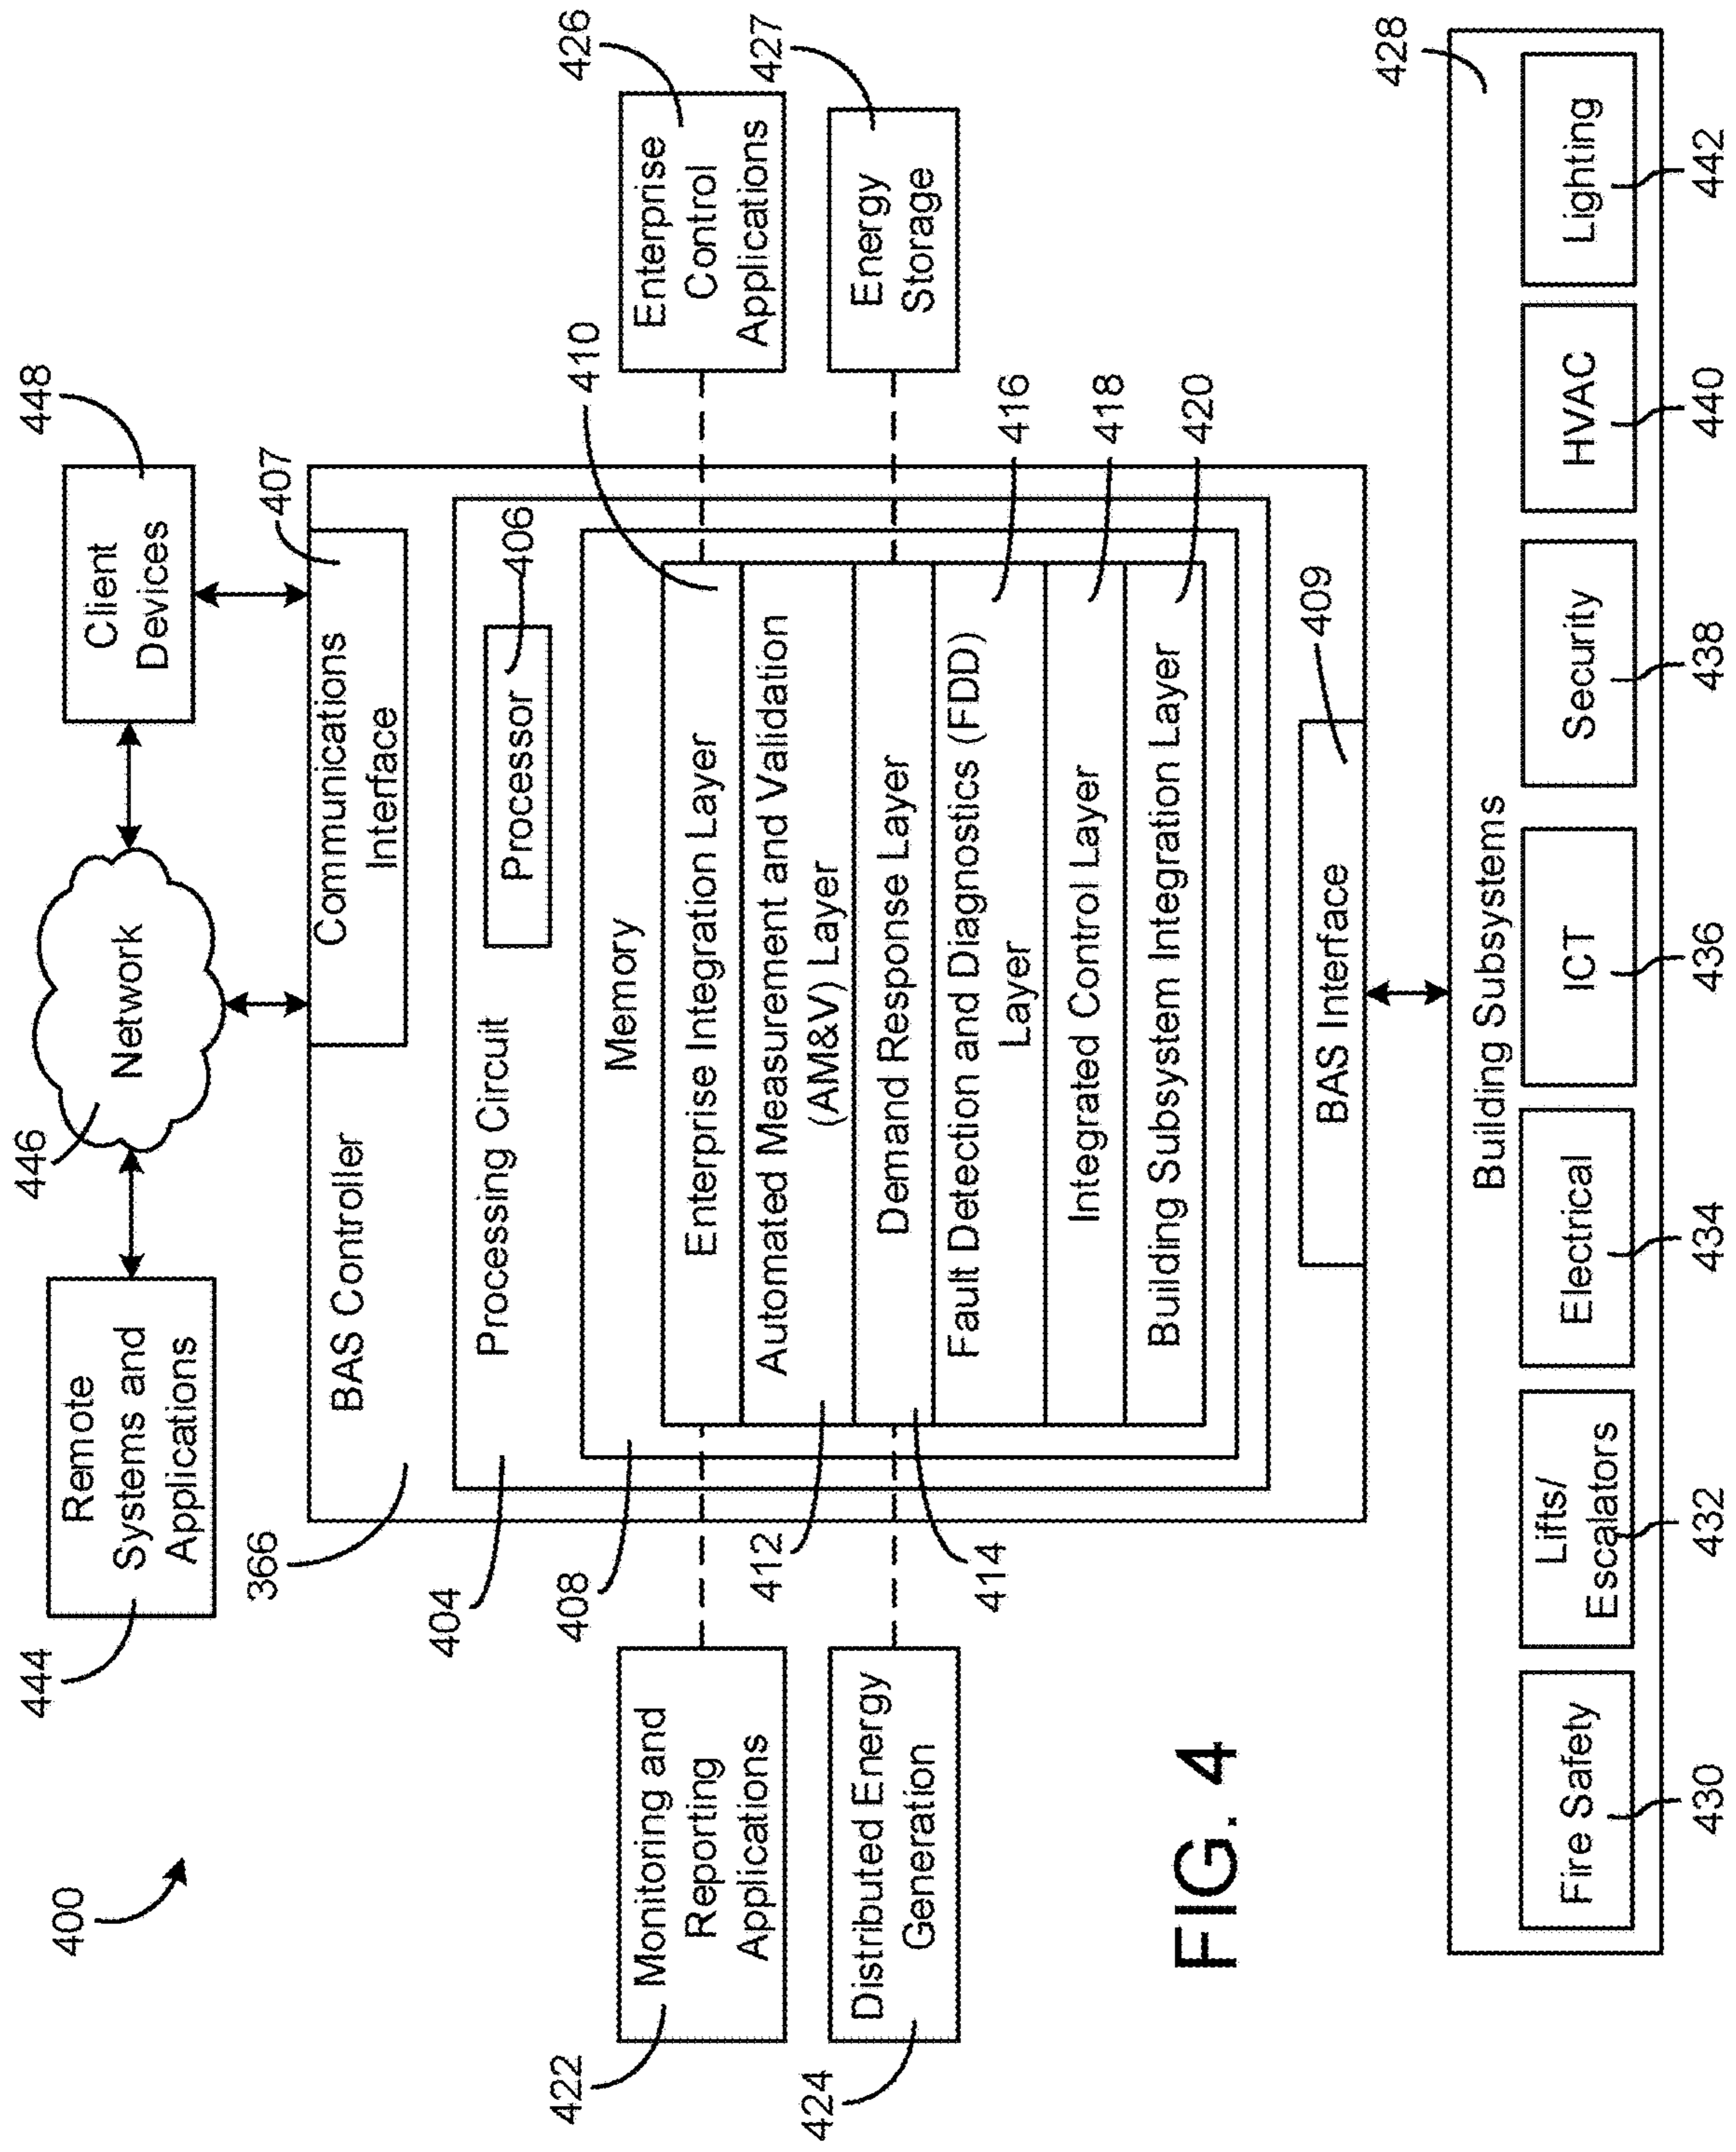 400
444
Remote
Systems and
Applications
446
Network
448
Client
Devices
366
BAS Controller
407
Communications
Interface
404
Processing Circuit
Processor
406
408
Memory
410
Enterprise Integration Layer
Automated Measurement and Validation
(AM&V) Layer
412
Demand Response Layer
414
Fault Detection and Diagnostics (FDD)
Layer
416
Integrated Control Layer
418
Building Subsystem Integration Layer
420
BAS Interface
409
422
Monitoring and
Reporting
Applications
424
Distributed Energy
Generation
426
Enterprise
Control
Applications
427
Energy
Storage
428
Building Subsystems
Fire Safety
Lifts/
Escalators
Electrical
ICT
Security
HVAC
Lighting
430
432
434
436
438
440
442
FIG. 4